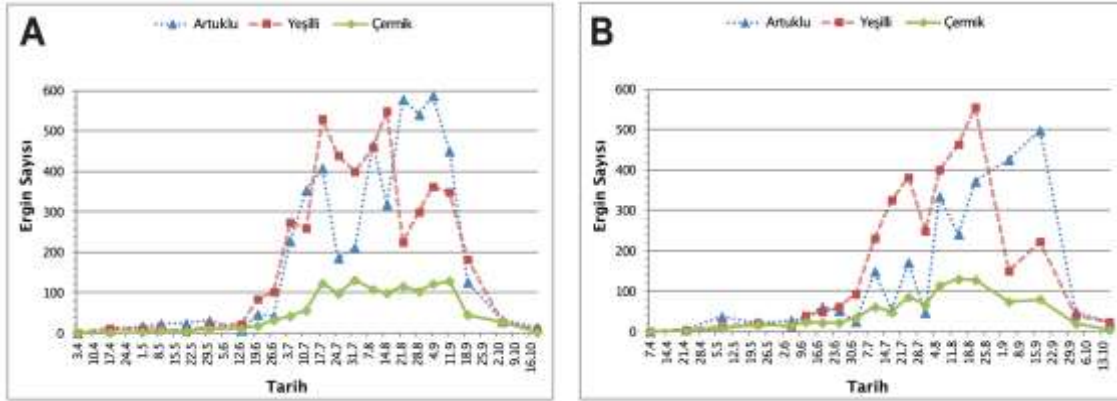 A
Artuklu Yeşilli Çermik
600
500
400
300
200
100
0
Ergin Sayısı
3.4 10.4 17.4 24.4 1.5 8.5 15.5 22.5 29.5 5.6 12.6 19.6 26.6 3.7 10.7 17.7 24.7 31.7 7.8 14.8 21.8 28.8 4.9 11.9 18.9 25.9 2.10 9.10 16.10
Tarih
B
Artuklu Yeşilli Çermik
600
500
400
300
200
100
0
Ergin Sayısı
7.4 14.4 21.4 28.4 5.5 12.5 19.5 26.5 2.6 9.6 16.6 23.6 30.6 7.7 14.7 21.7 28.7 4.8 11.8 18.8 25.8 1.9 8.9 15.9 22.9 29.9 6.10 13.10
Tarih